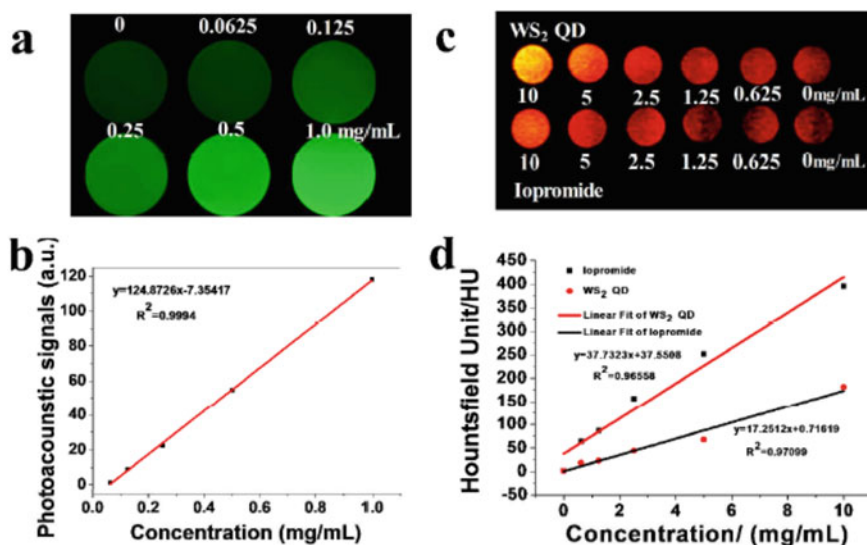 a
0 0.0625 0.125
0.25 0.5 1.0 mg/mL
b
Photoacounstic signals (a.u.)
120
100
80
60
40
20
0
y=124.8726x-7.35417
R²=0.9994
0.0 0.2 0.4 0.6 0.8 1.0
Concentration (mg/mL)
c
WS₂ QD
10 5 2.5 1.25 0.625 0mg/mL
10 5 2.5 1.25 0.625 0mg/mL
Iopromide
d
Hountsfield Unit/HU
450
400
350
300
250
200
150
100
50
0
-50
Iopromide
WS₂ QD
Linear Fit of WS₂ QD
Linear Fit of Iopromide
y=37.7323x+37.5508
R²=0.96558
y=17.2512x+0.71619
R²=0.97099
0 2 4 6 8 10
Concentration/ (mg/mL)